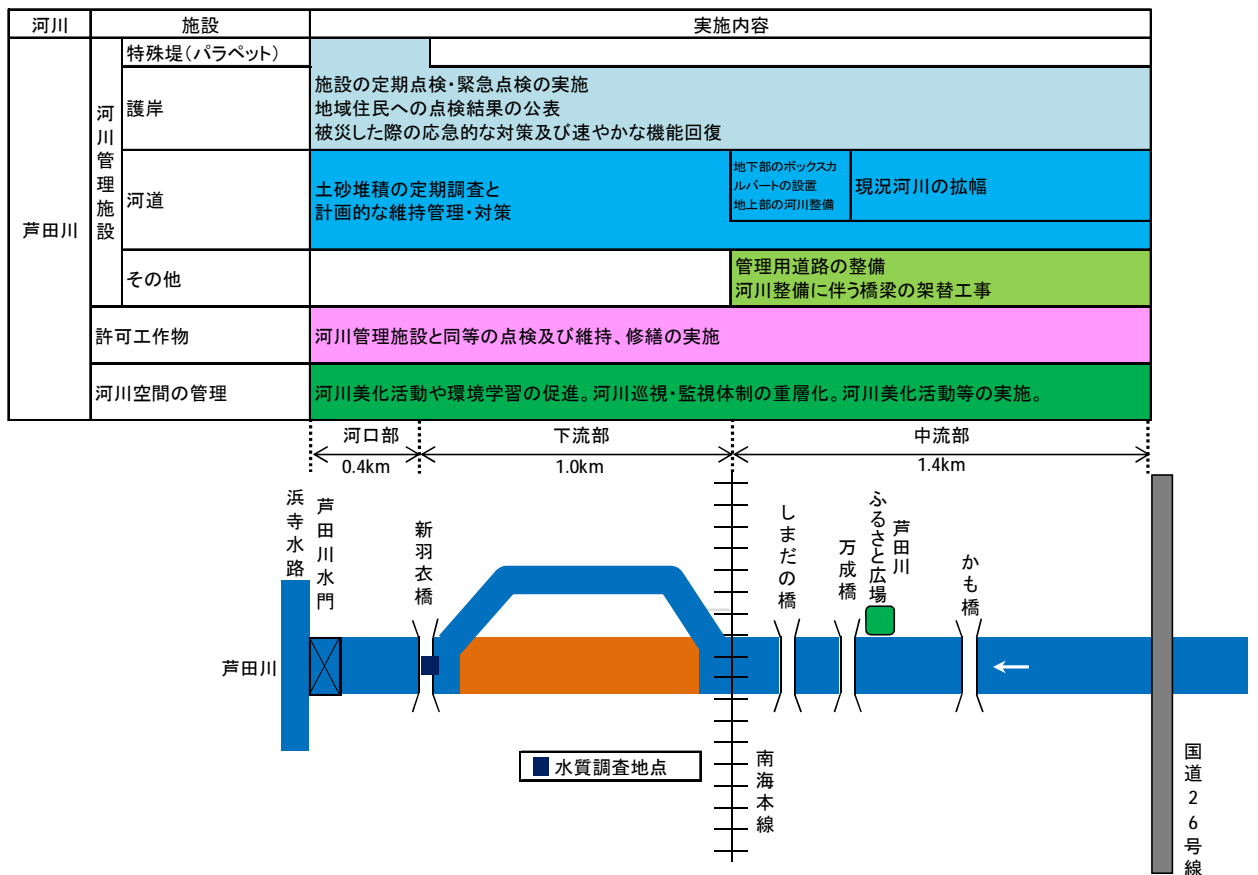 河川
施設
実施内容
芦田川
河川管理施設
特殊堤（パラペット）
護岸
施設の定期点検・緊急点検の実施
地域住民への点検結果の公表
被災した際の応急的な対策及び速やかな機能回復
河道
土砂堆積の定期調査と
計画的な維持管理・対策
地下部のボックスカ
ルバートの設置
地上部の河川整備
現況河川の拡幅
その他
管理用道路の整備
河川整備に伴う橋梁の架替工事
許可工作物
河川管理施設と同等の点検及び維持、修繕の実施
河川空間の管理
河川美化活動や環境学習の促進。河川巡視・監視体制の重層化。河川美化活動等の実施。
河口部
下流部
中流部
0.4km
1.0km
1.4km
浜寺水路
芦田川水門
新羽衣橋
しまだの橋
万成橋
芦田川
ふるさと広場
かも橋
芦田川
水質調査地点
南海本線
国道26号線